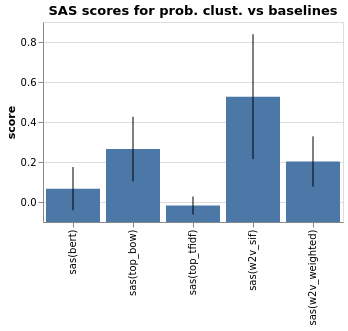 SAS scores for prob. clust. vs baselines
0.8
0.6
0.4
0.2
0.0
score
sas(bert)
sas(top_bow)
sas(top_tfidf)
sas(w2v_sif)
sas(w2v_weighted)